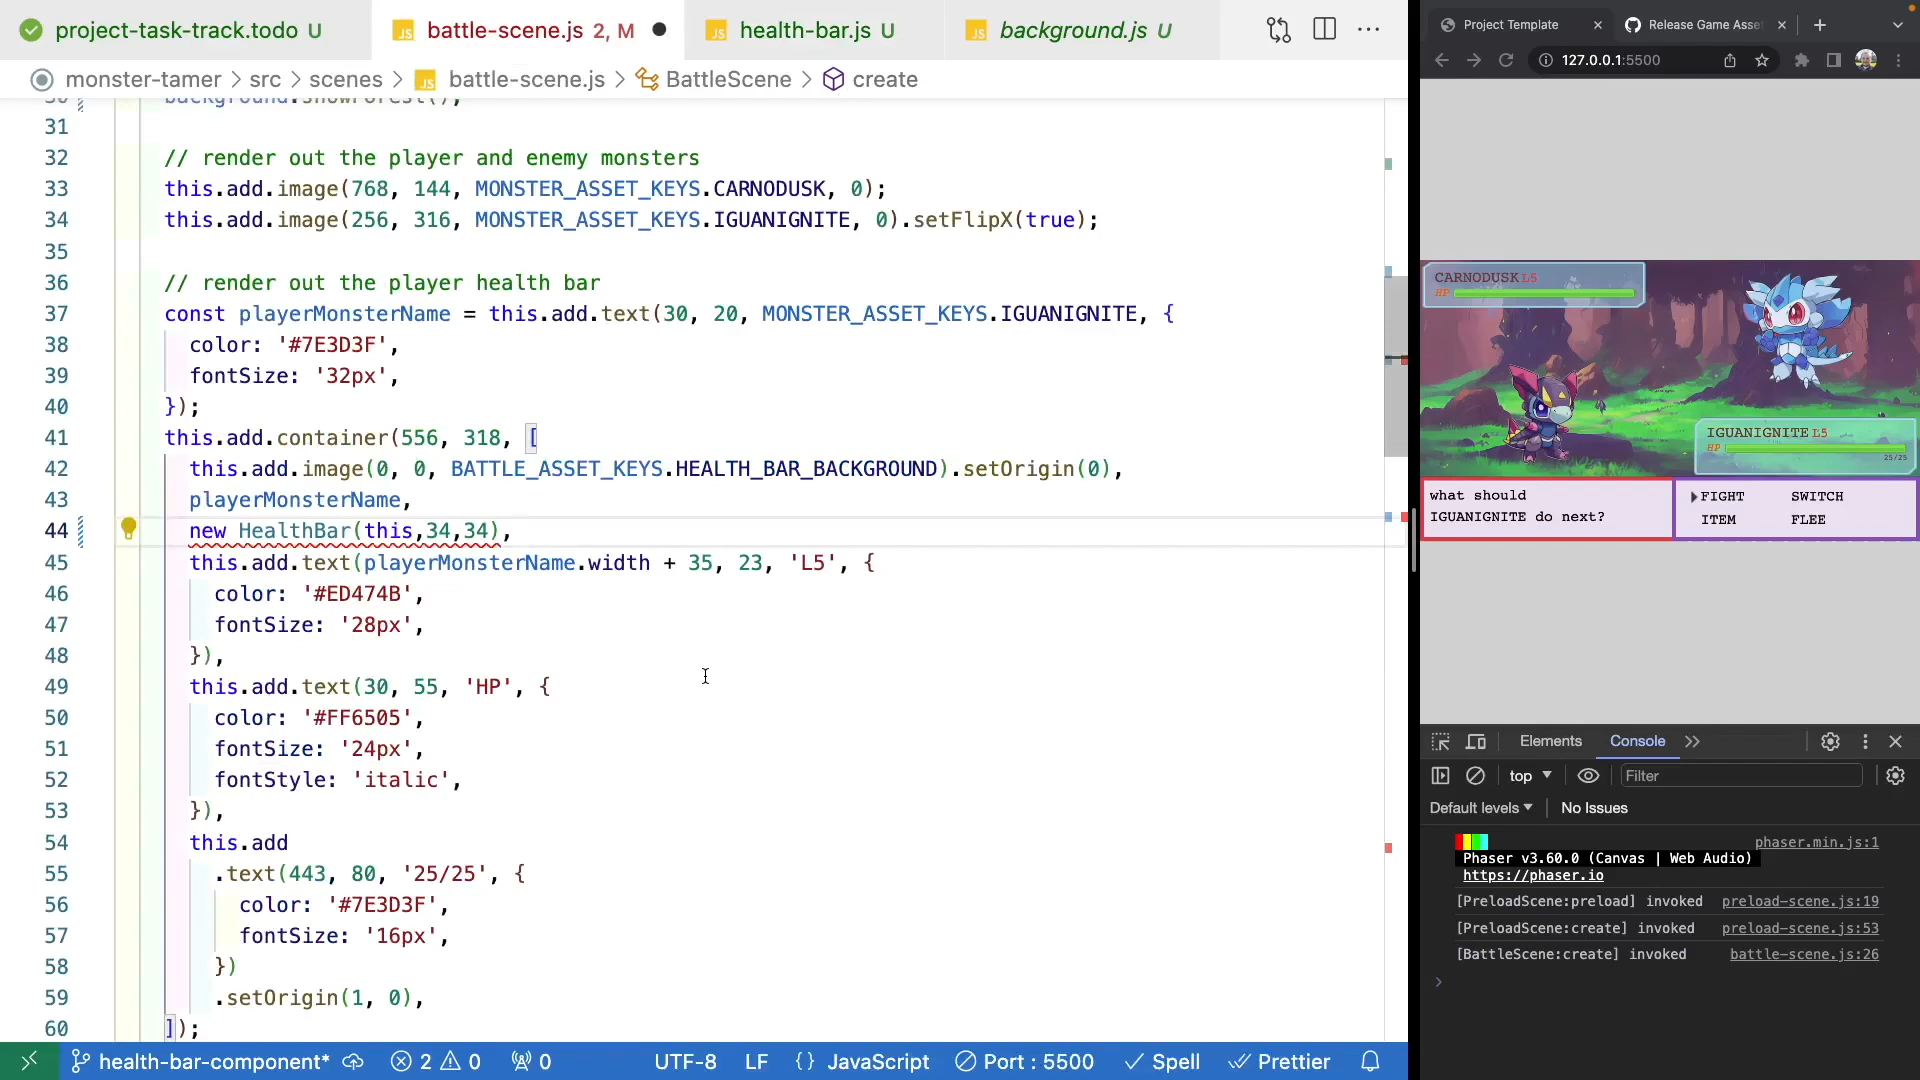 project-task-track.todo U
battle-scene.js 2, M
health-bar.js U
background.js U
monster-tamer > src > scenes > battle-scene.js > BattleScene > create
30 background.showForest();
31
32 // render out the player and enemy monsters
33 this.add.image(768, 144, MONSTER_ASSET_KEYS.CARNODUSK, 0);
34 this.add.image(256, 316, MONSTER_ASSET_KEYS.IGUANIGNITE, 0).setFlipX(true);
35
36 // render out the player health bar
37 const playerMonsterName = this.add.text(30, 20, MONSTER_ASSET_KEYS.IGUANIGNITE, {
38 color: '#7E3D3F',
39 fontSize: '32px',
40 });
41 this.add.container(556, 318, [
42 this.add.image(0, 0, BATTLE_ASSET_KEYS.HEALTH_BAR_BACKGROUND).setOrigin(0),
43 playerMonsterName,
44 new HealthBar(this,34,34),
45 this.add.text(playerMonsterName.width + 35, 23, 'L5', {
46 color: '#ED474B',
47 fontSize: '28px',
48 }),
49 this.add.text(30, 55, 'HP', {
50 color: '#FF6505',
51 fontSize: '24px',
52 fontStyle: 'italic',
53 }),
54 this.add
55 .text(443, 80, '25/25', {
56 color: '#7E3D3F',
57 fontSize: '16px',
58 })
59 .setOrigin(1, 0),
60 ]);
health-bar-component* 2 0 0 UTF-8 LF {} JavaScript Port : 5500 Spell Prettier
Project Template
Release Game Asse
127.0.0.1:5500
CARNODUSK L5
HP
IGUANIGNITE L5
HP
25/25
what should
IGUANIGNITE do next?
FIGHT SWITCH
ITEM FLEE
Elements Console
top Filter
Default levels No Issues
phaser.min.js:1
Phaser v3.60.0 (Canvas | Web Audio)
https://phaser.io
[PreloadScene:preload] invoked preload-scene.js:19
[PreloadScene:create] invoked preload-scene.js:53
[BattleScene:create] invoked battle-scene.js:26